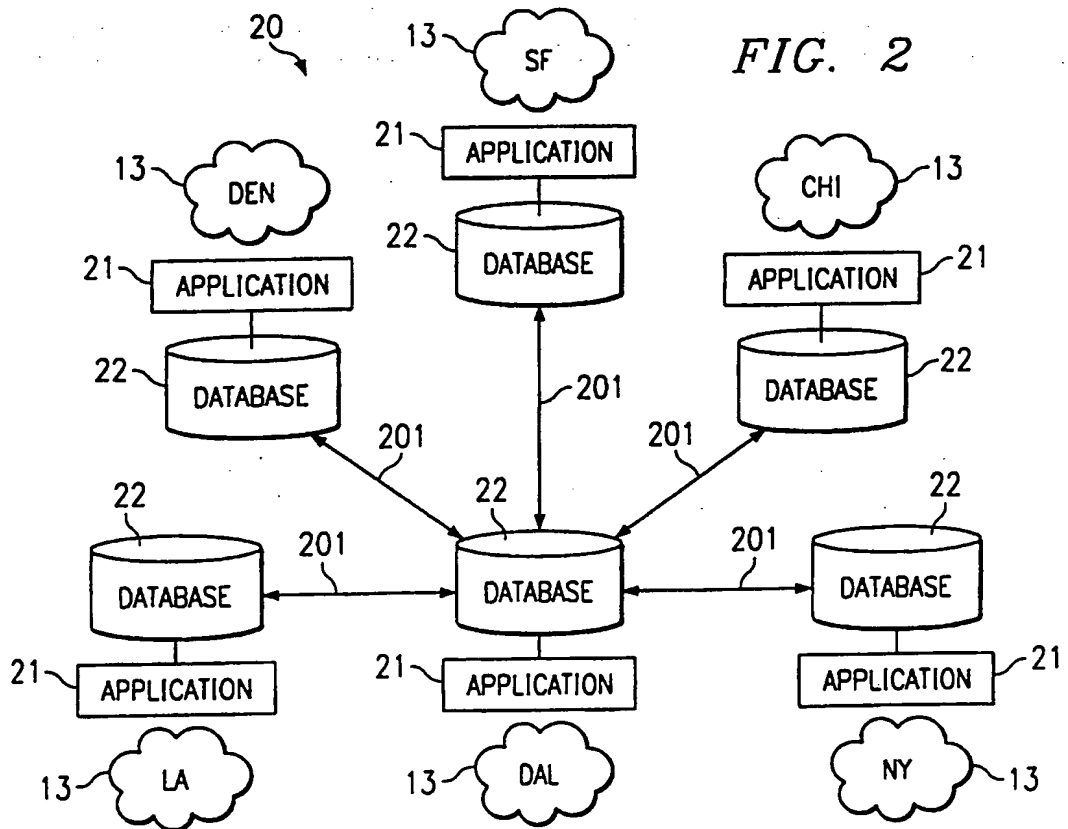 20
13
SF
FIG. 2
21
APPLICATION
13
DEN
CHI
13
22
DATABASE
21
APPLICATION
APPLICATION
21
22
DATABASE
DATABASE
22
201
201
201
22
DATABASE
201
22
DATABASE
201
22
DATABASE
21
APPLICATION
21
APPLICATION
APPLICATION
21
13
LA
13
DAL
NY
13